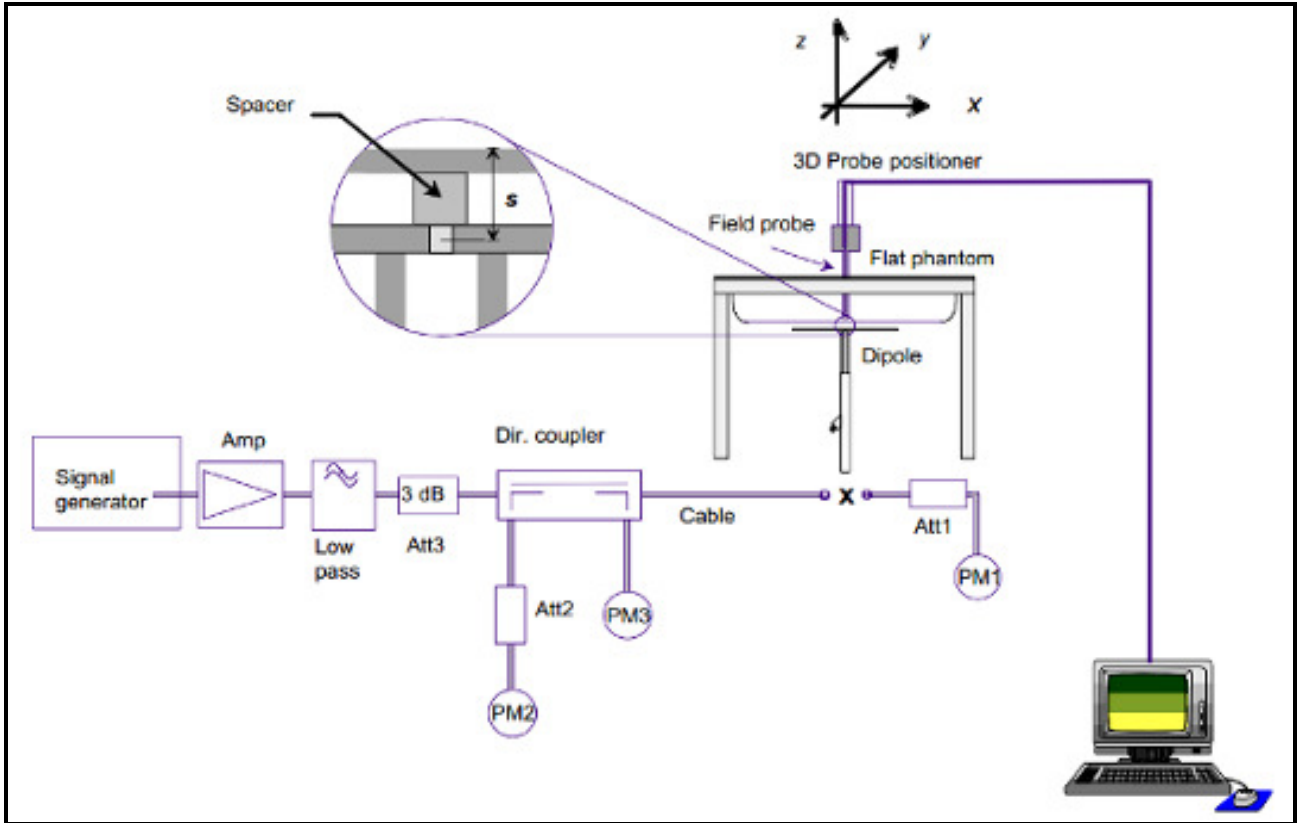 z
y
x
Spacer
s
3D Probe positioner
Field probe
Flat phantom
Dipole
Signal
generator
Amp
Low
pass
3 dB
Att3
Dir. coupler
Att2
PM2
PM3
Cable
x
Att1
PM1